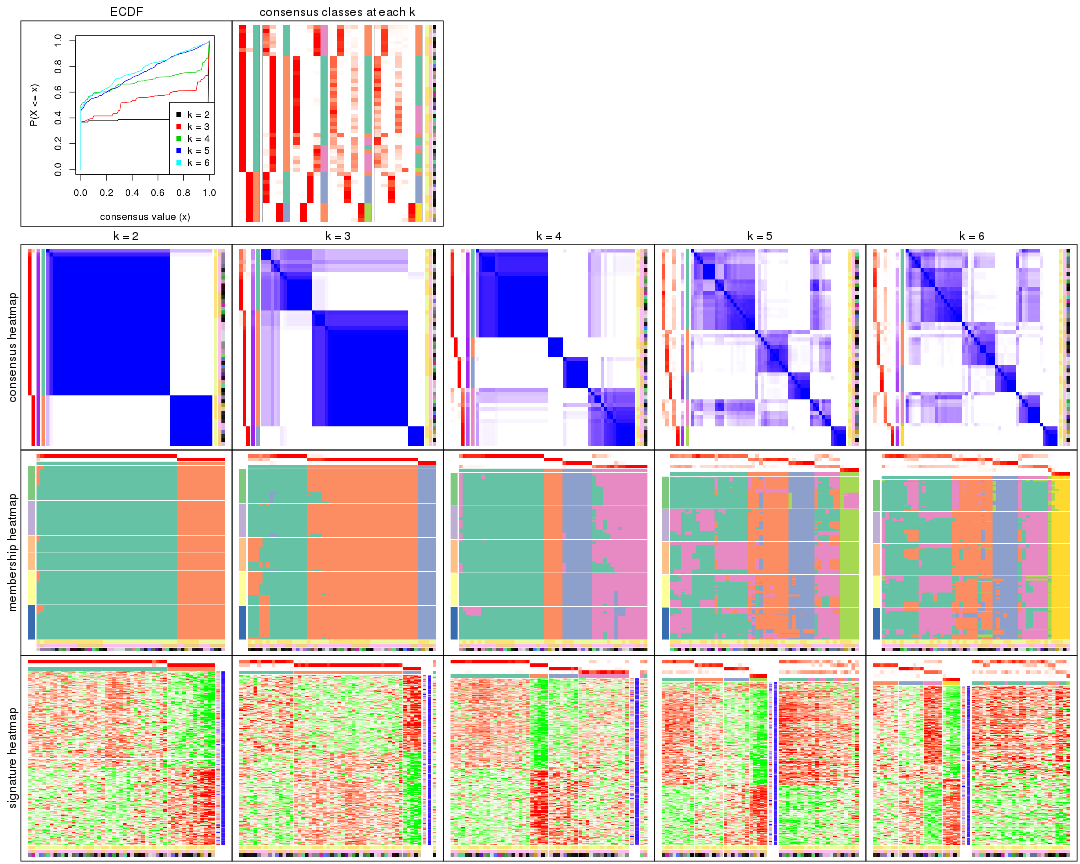 ECDF
consensus classes at each k
P(X <= x)
0.0
0.2
0.4
0.6
0.8
1.0
k = 2
k = 3
k = 4
k = 5
k = 6
0.0 0.2 0.4 0.6 0.8 1.0
consensus value (x)
k = 2
k = 3
k = 4
k = 5
k = 6
consensus heatmap
membership heatmap
signature heatmap